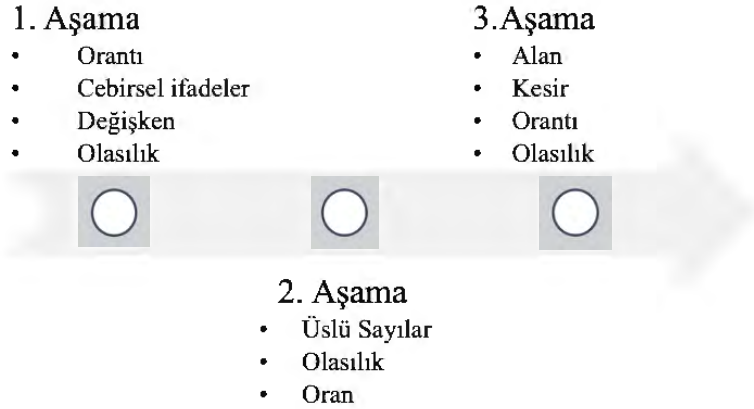 1. Aşama
• Orantı
• Cebirsel ifadeler
• Değişken
• Olasılık
3.Aşama
• Alan
• Kesir
• Orantı
• Olasılık
2. Aşama
• Üslü Sayılar
• Olasılık
• Oran